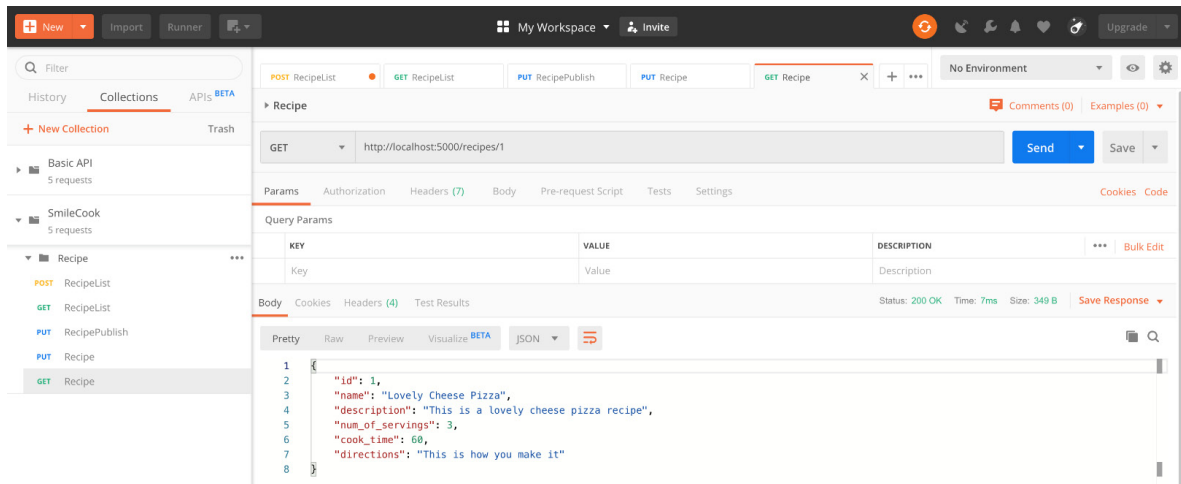 New Import Runner My Workspace Invite Upgrade
Filter
History Collections APIs BETA
+ New Collection Trash
Basic API
5 requests
SmileCook
5 requests
Recipe
POST RecipeList
GET RecipeList
PUT RecipePublish
PUT Recipe
GET Recipe
POST RecipeList GET RecipeList PUT RecipePublish PUT Recipe GET Recipe No Environment
Recipe Comments (0) Examples (0)
GET http://localhost:5000/recipes/1 Send Save
Params Authorization Headers (7) Body Pre-request Script Tests Settings Cookies Code
Query Params
KEY VALUE DESCRIPTION Bulk Edit
Key Value Description
Body Cookies Headers (4) Test Results Status: 200 OK Time: 7ms Size: 349 B Save Response
Pretty Raw Preview Visualize BETA JSON
1 {
2 "id": 1,
3 "name": "Lovely Cheese Pizza",
4 "description": "This is a lovely cheese pizza recipe",
5 "num_of_servings": 3,
6 "cook_time": 60,
7 "directions": "This is how you make it"
8 }